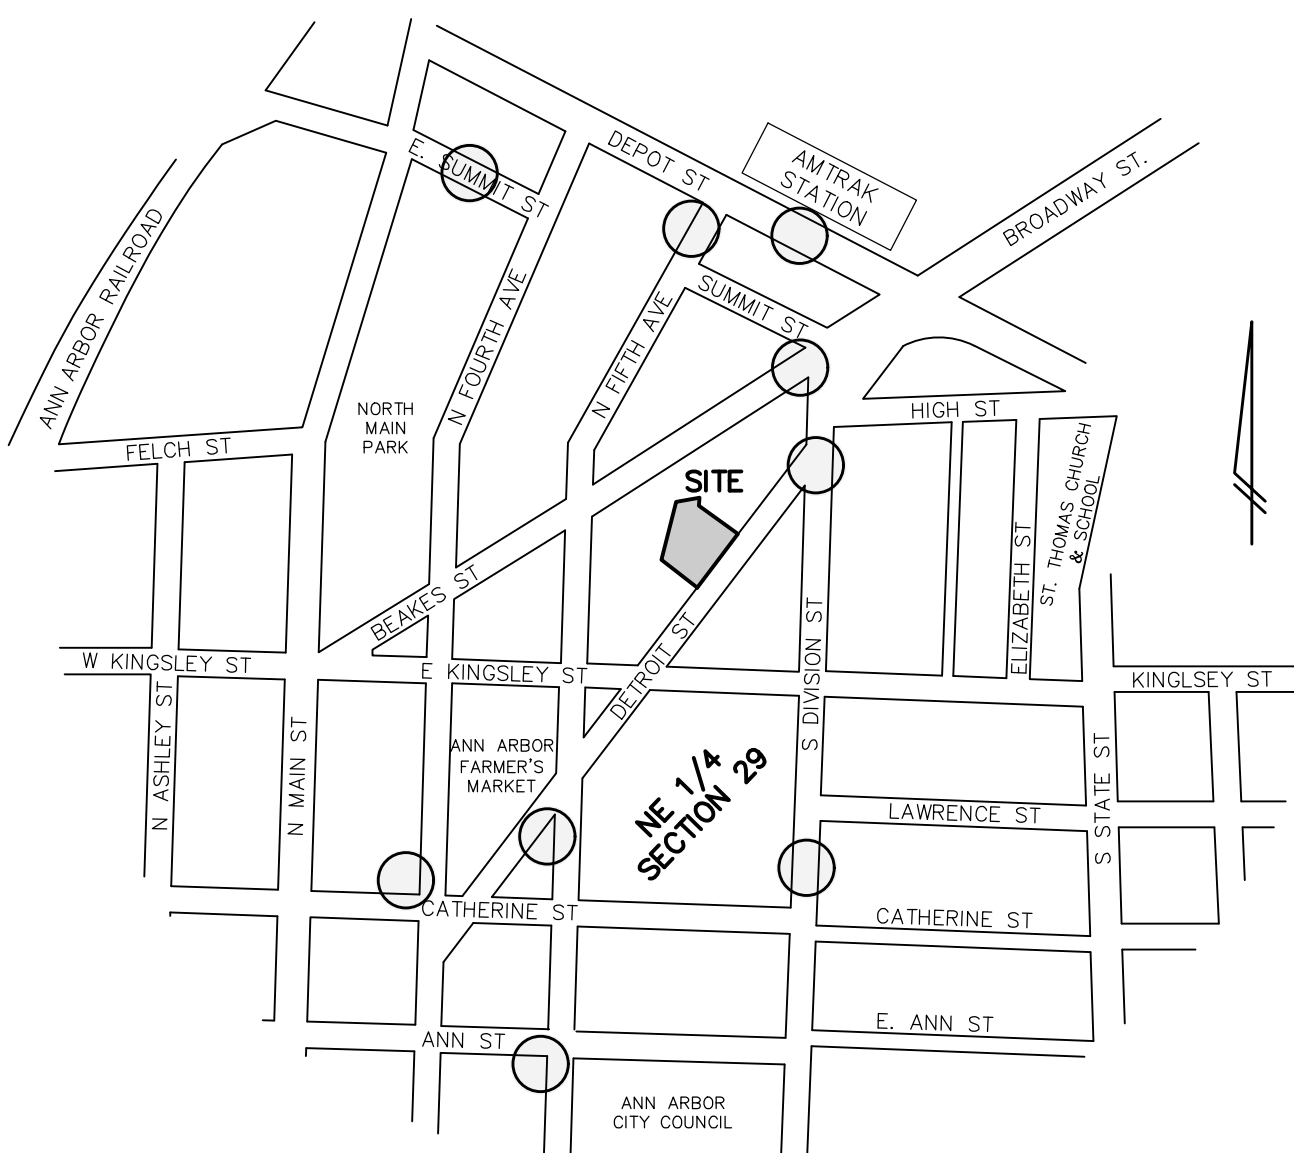 E. SUMMIT ST
DEPOT ST
AMTRAK
STATION
BROADWAY ST.
ANN ARBOR RAILROAD
N FOURTH AVE
N FIFTH AVE
SUMMIT ST
NORTH
MAIN
PARK
HIGH ST
FELCH ST
SITE
ST. THOMAS CHURCH
& SCHOOL
ELIZABETH ST
BEAKES ST
W KINGSLEY ST
E KINGSLEY ST
DETROIT ST
S DIVISION ST
KINGLSEY ST
N ASHLEY ST
N MAIN ST
ANN ARBOR
FARMER'S
MARKET
NE 1/4
SECTION 29
S STATE ST
LAWRENCE ST
CATHERINE ST
CATHERINE ST
ANN ST
E. ANN ST
ANN ARBOR
CITY COUNCIL